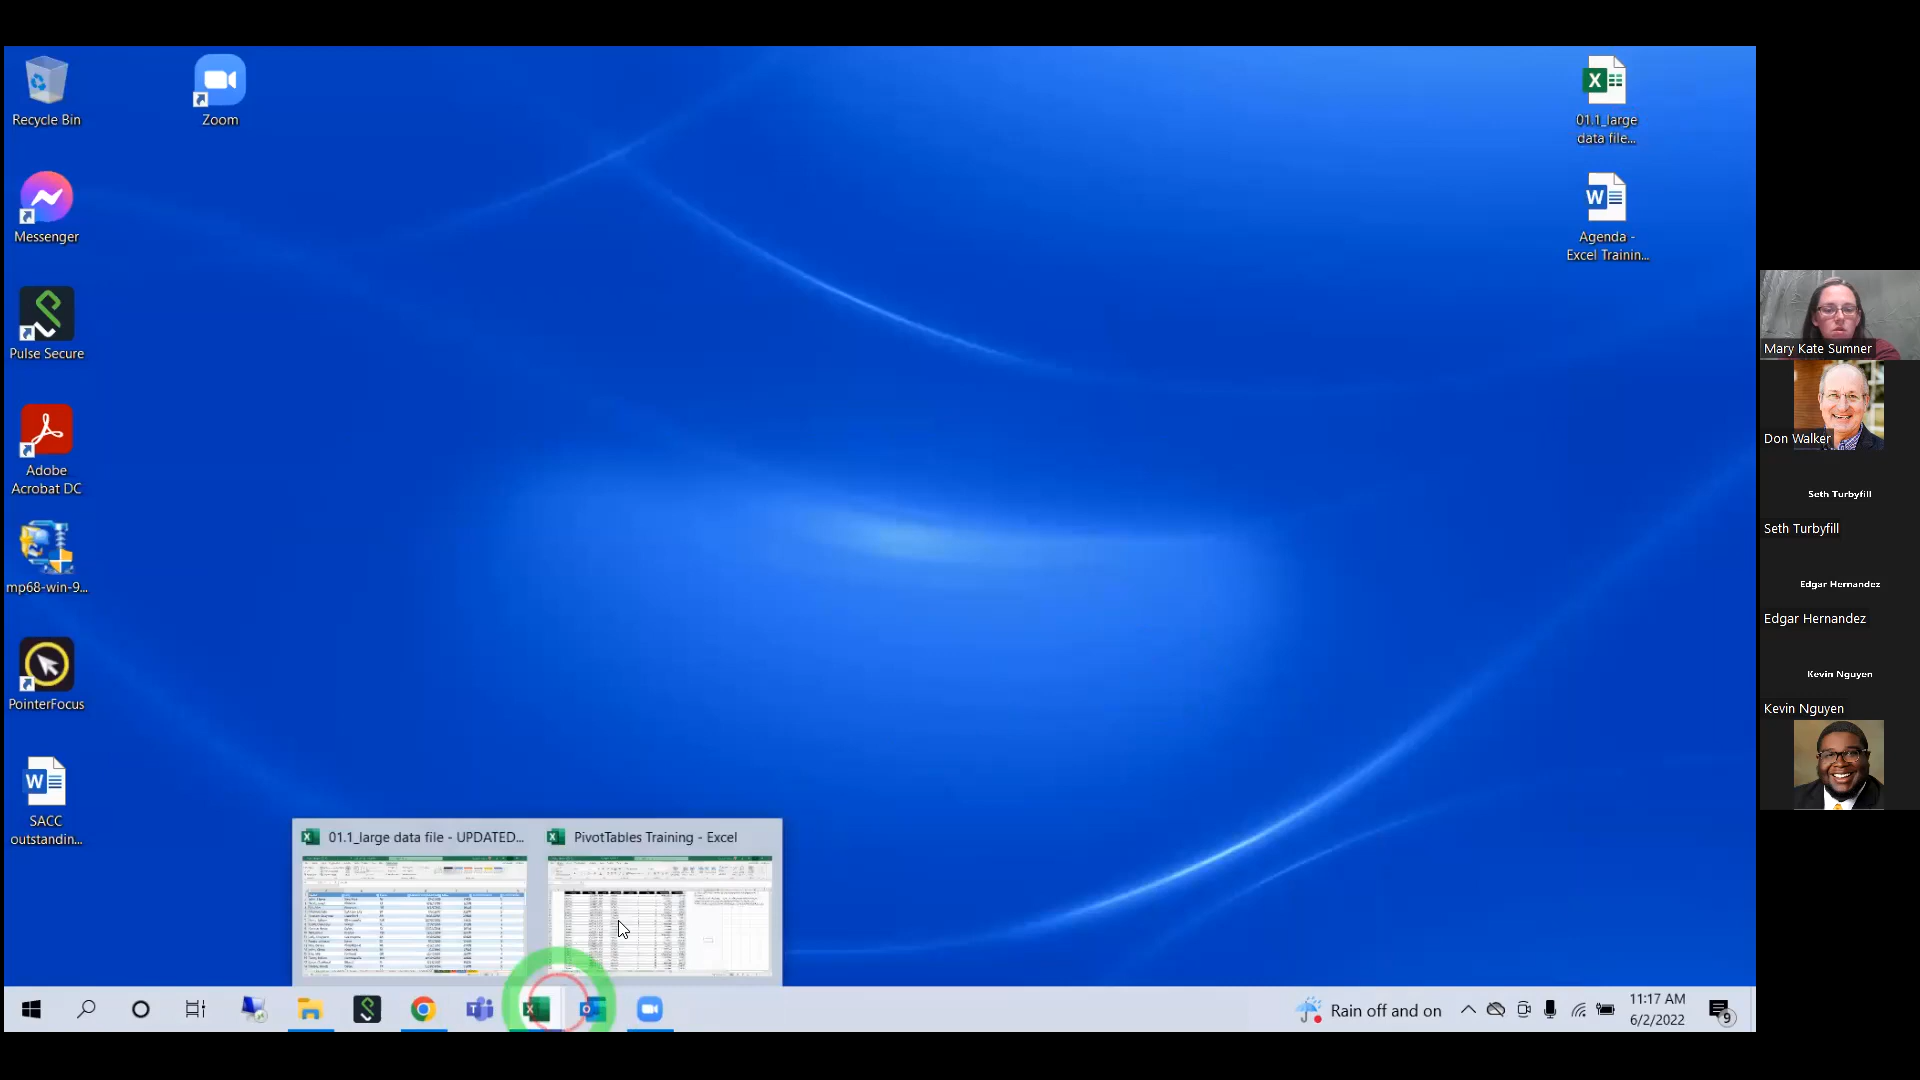 Recycle Bin
Zoom
01.1_large
data file...
Messenger
Agenda -
Excel Trainin...
Pulse Secure
Mary Kate Sumner
Adobe
Acrobat DC
Don Walker
Seth Turbyfill
Seth Turbyfill
mp68-win-9...
Edgar Hernandez
Edgar Hernandez
PointerFocus
Kevin Nguyen
Kevin Nguyen
SACC
outstandin...
01.1_large data file - UPDATED...
PivotTables Training - Excel
Rain off and on
11:17 AM
6/2/2022
9